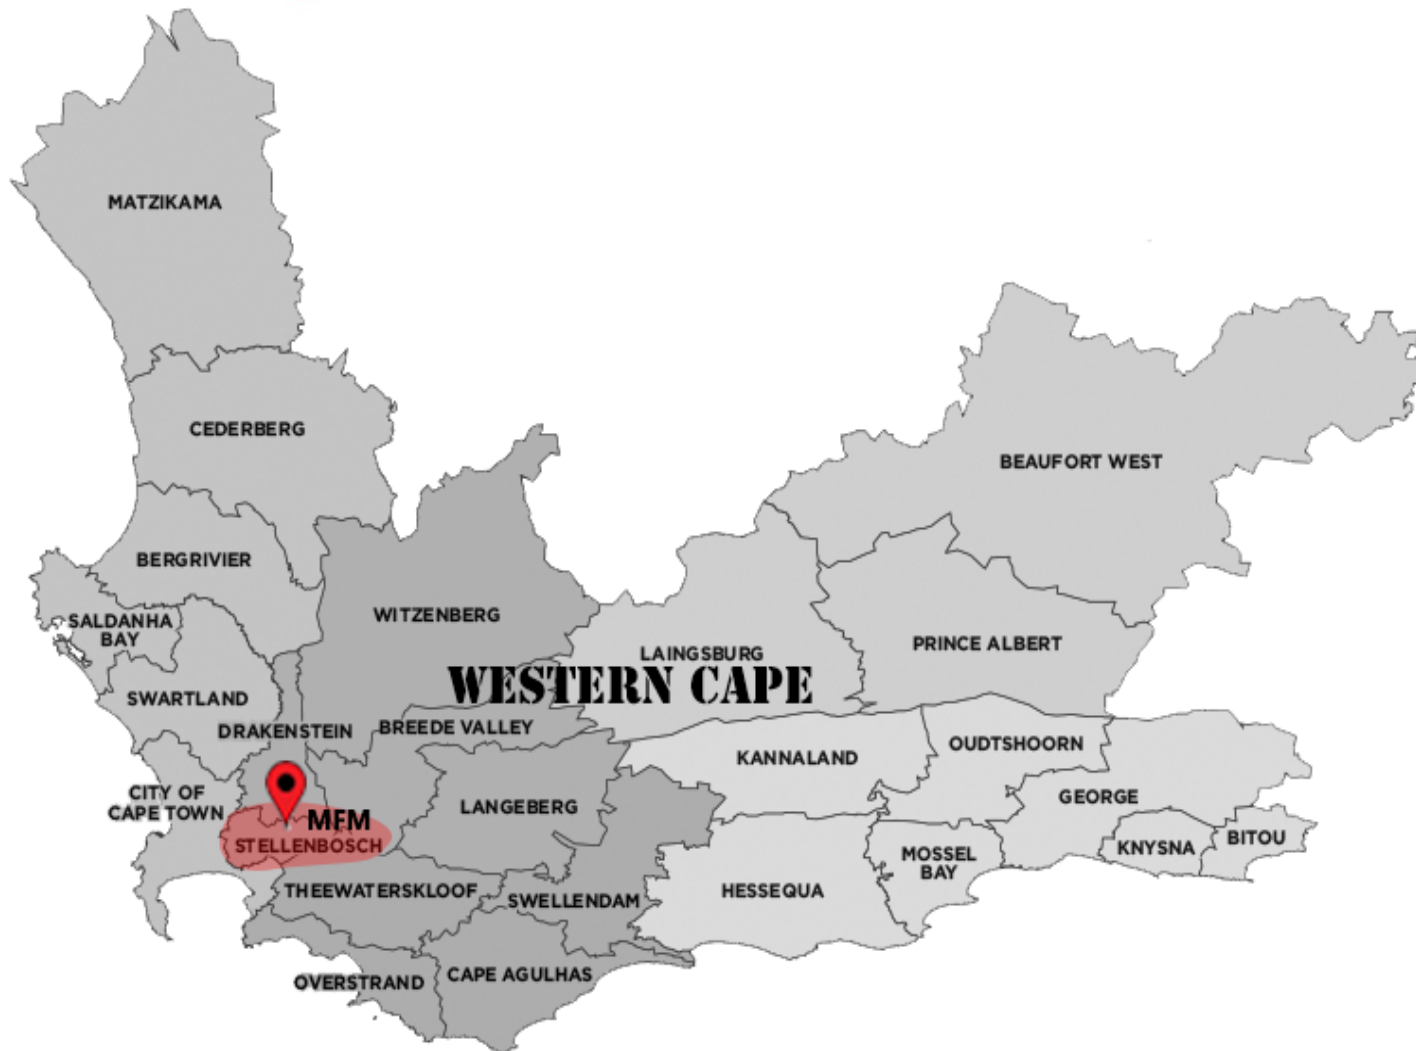 MATZIKAMA
CEDERBERG
BEAUFORT WEST
BERGRIVIER
WITZENBERG
SALDANHA
BAY
LAINGSBURG
PRINCE ALBERT
WESTERN CAPE
SWARTLAND
DRAKENSTEIN
BREEDE VALLEY
KANNALAND
OUDTSHOORN
CITY OF
CAPE TOWN
LANGEBERG
GEORGE
MFM
STELLENBOSCH
MOSSEL
BAY
KNYSNA
BITOU
THEEWATERSKLOOF
SWELLENDAM
HESSEQUA
OVERSTRAND
CAPE AGULHAS